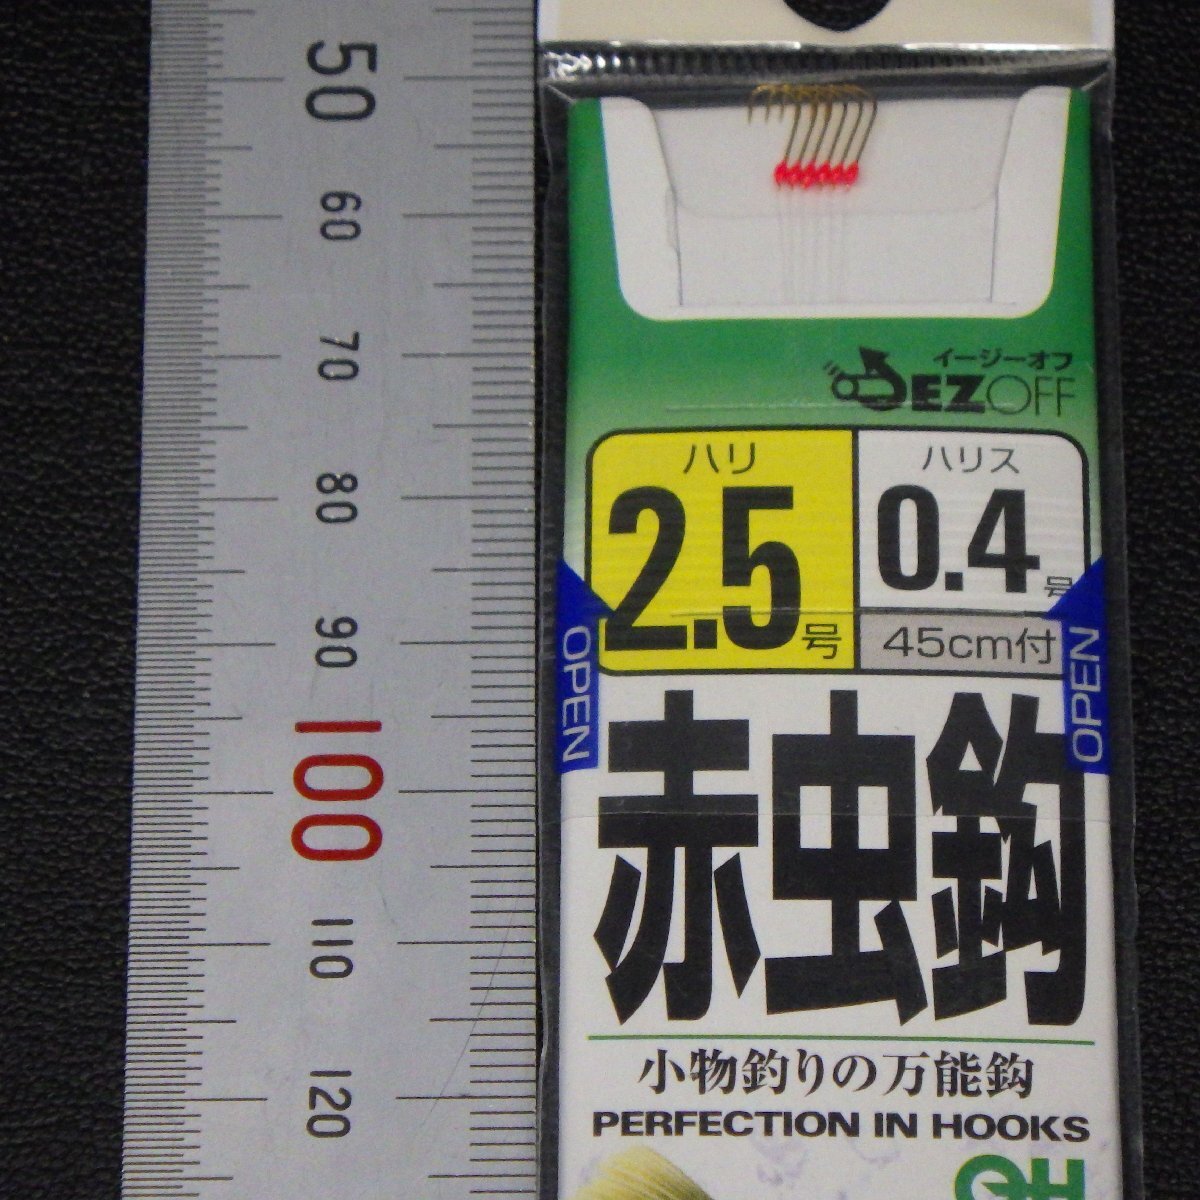 50
60
70
80
90
100
110
120
イージーオフ
EZOFF
ハリ
2.5号
ハリス
0.4号
45cm付
OPEN
OPEN
赤虫鈎
小物釣りの万能鈎
PERFECTION IN HOOKS